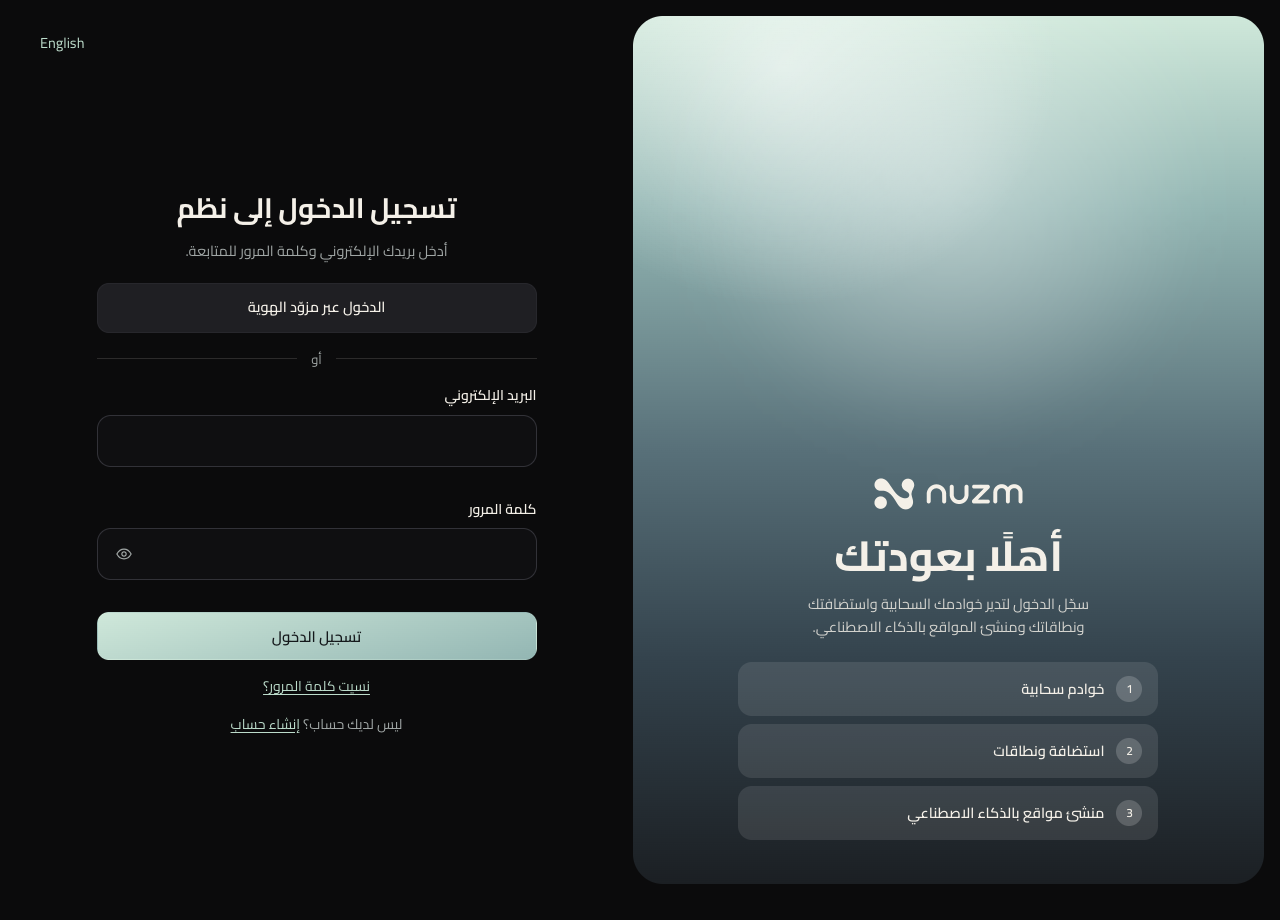 nuzm
أهلًا بعودتك
سجّل الدخول لتدير خوادمك السحابية واستضافتك
ونطاقاتك ومنشئ المواقع بالذكاء الاصطناعي.
1 خوادم سحابية
2 استضافة ونطاقات
3 منشئ مواقع بالذكاء الاصطناعي
English
تسجيل الدخول إلى نظم
أدخل بريدك الإلكتروني وكلمة المرور للمتابعة.
الدخول عبر مزوّد الهوية
أو
البريد الإلكتروني
كلمة المرور
تسجيل الدخول
نسيت كلمة المرور؟
ليس لديك حساب؟ إنشاء حساب